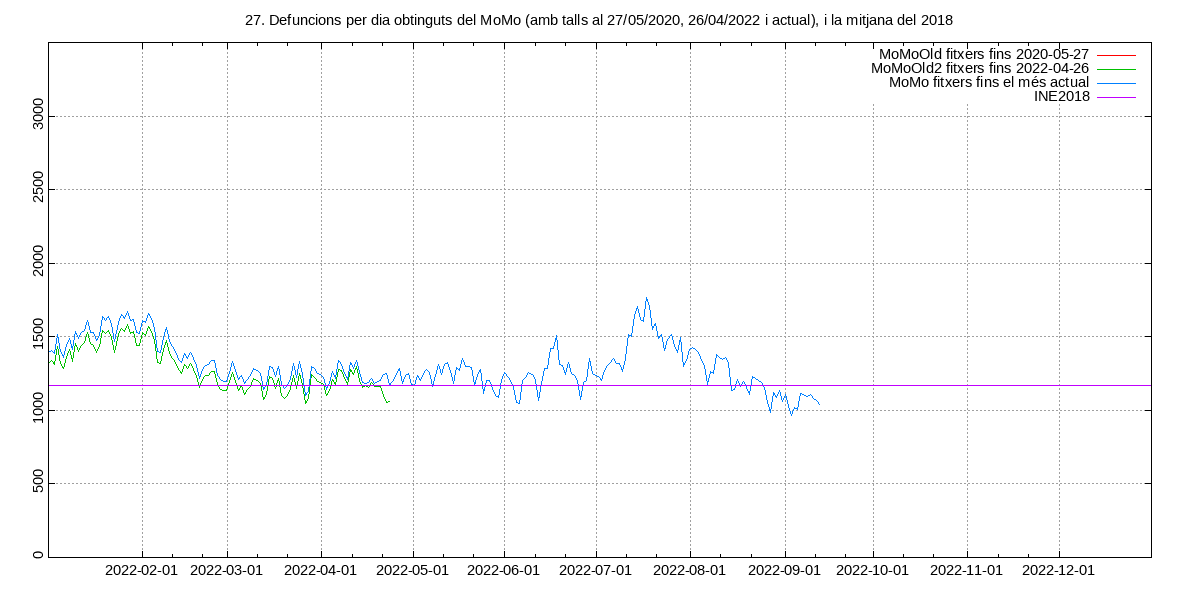 27. Defuncions per dia obtinguts del MoMo (amb talls al 27/05/2020, 26/04/2022 i actual), i la mitjana del 2018
MoMoOld fitxers fins 2020-05-27
MoMoOld2 fitxers fins 2022-04-26
MoMo fitxers fins el més actual
INE2018
3000
2500
2000
1500
1000
500
0
2022-02-01 2022-03-01 2022-04-01 2022-05-01 2022-06-01 2022-07-01 2022-08-01 2022-09-01 2022-10-01 2022-11-01 2022-12-01